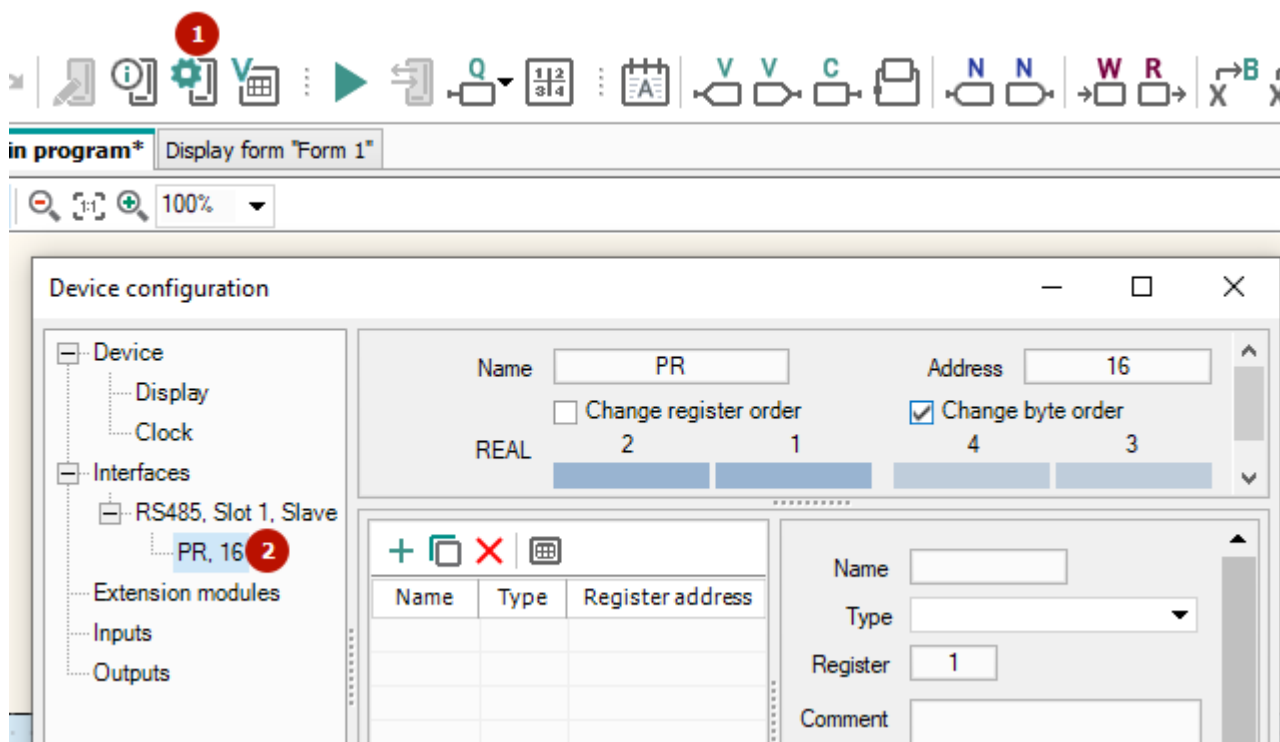 1
V Q 1 2 3 4 A V V C N N W R B X
in program* Display form "Form 1"
1:1 100%
Device configuration
Device
Display
Clock
Interfaces
RS485, Slot 1, Slave
PR, 16 2
Extension modules
Inputs
Outputs
Name PR Address 16
Change register order Change byte order
REAL 2 1 4 3
Name Type Register address
Name
Type
Register 1
Comment